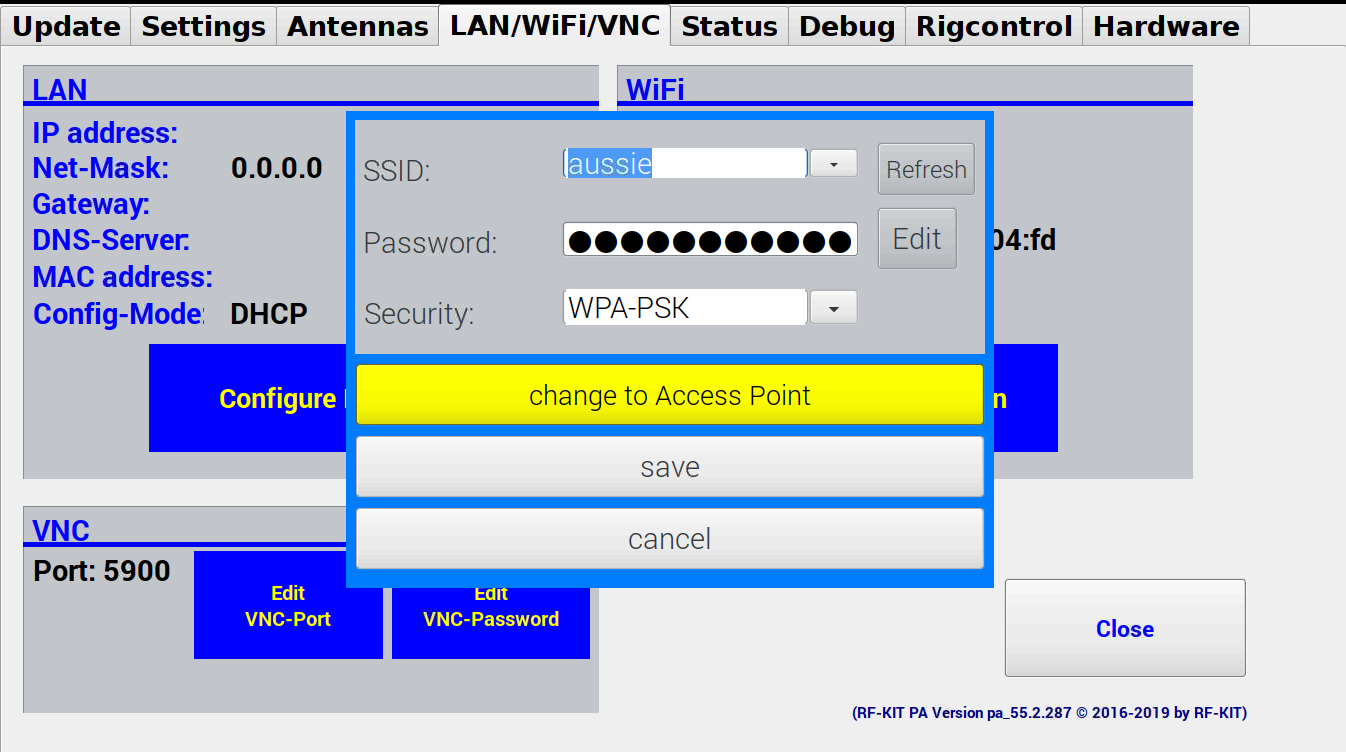 Update Settings Antennas LAN/WiFi/VNC Status Debug Rigcontrol Hardware
LAN
WiFi
IP address:
Net-Mask: 0.0.0.0
Gateway:
DNS-Server:
MAC address:
Config-Mode: DHCP
04:fd
Configure
SSID: aussie Refresh
Password: ●●●●●●●●●●● Edit
Security: WPA-PSK
change to Access Point
save
cancel
VNC
Port: 5900
Edit
VNC-Port
Edit
VNC-Password
Close
(RF-KIT PA Version pa_55.2.287 © 2016-2019 by RF-KIT)